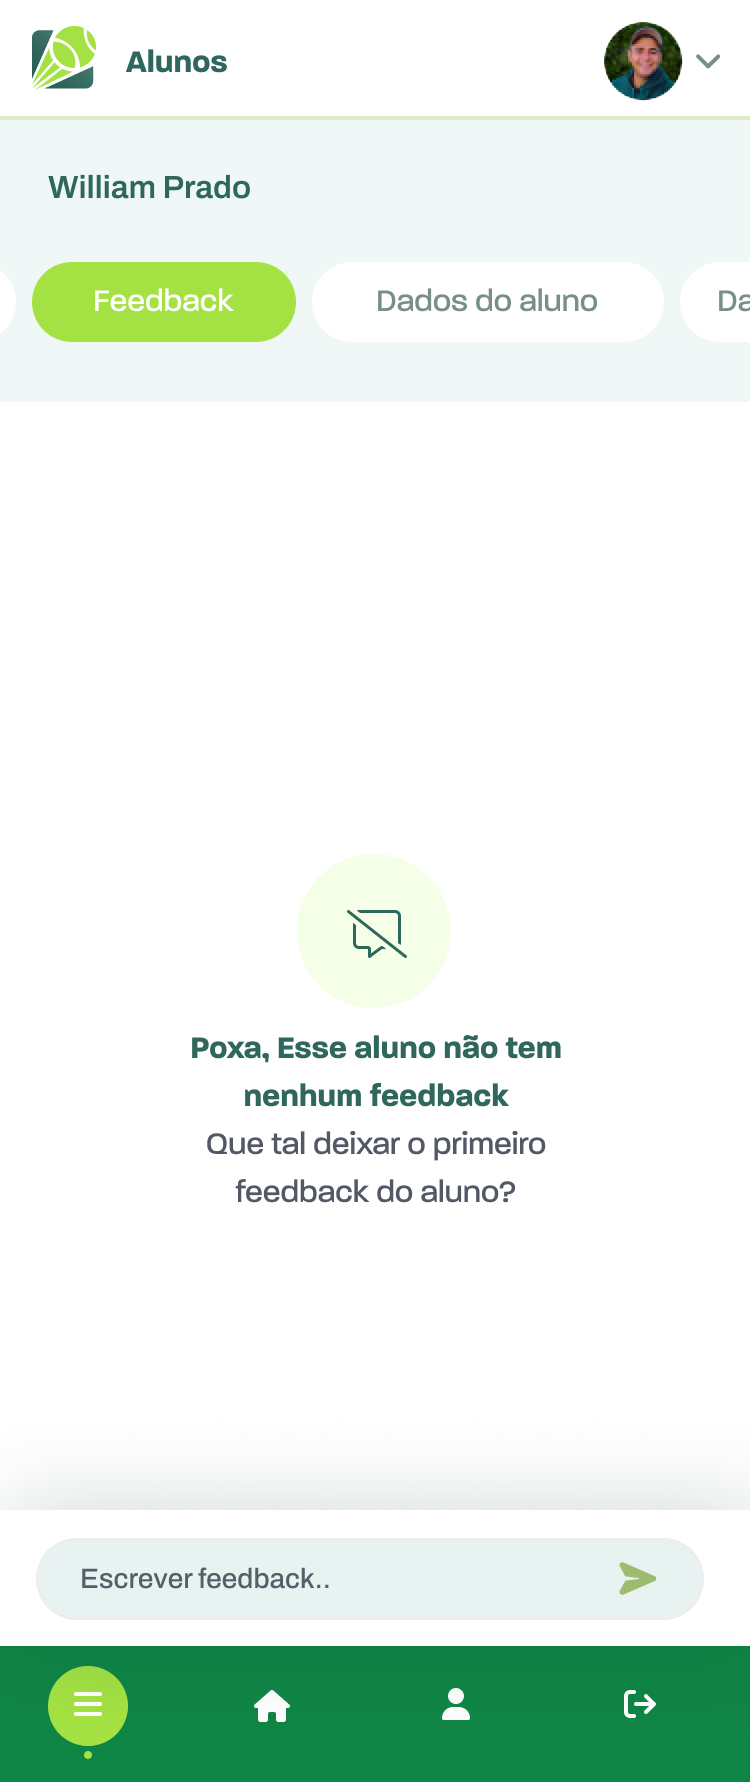 Alunos
William Prado
Feedback
Dados do aluno
Da
Poxa, Esse aluno não tem
nenhum feedback
Que tal deixar o primeiro
feedback do aluno?
Escrever feedback..